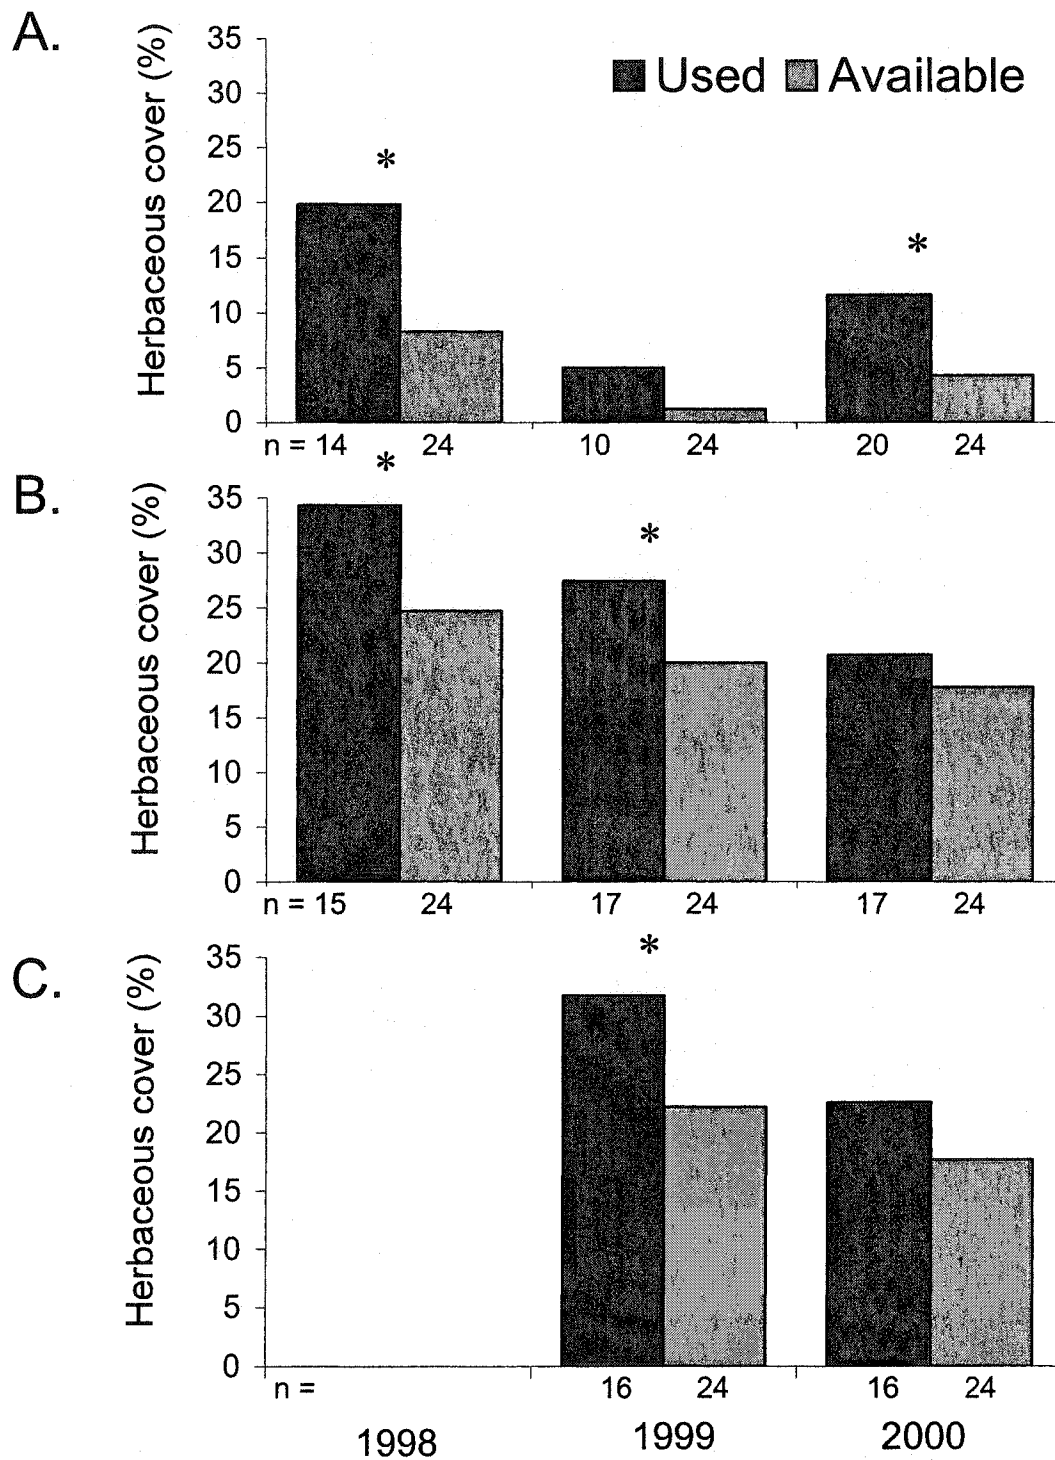 A.
Herbaceous cover (%)
35
30
25
20
15
10
5
0
Used Available
*
*
n = 14 24 10 24 20 24
B.
Herbaceous cover (%)
35
30
25
20
15
10
5
0
*
*
n = 15 24 17 24 17 24
C.
Herbaceous cover (%)
35
30
25
20
15
10
5
0
*
n = 16 24 16 24
1998 1999 2000